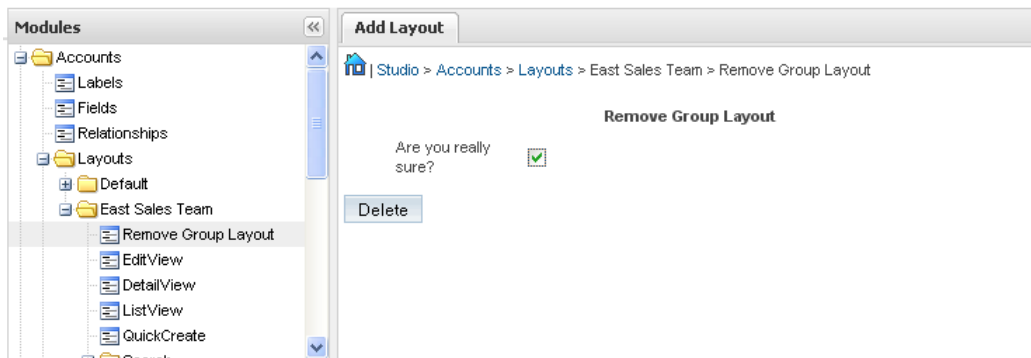 Modules
Accounts
Labels
Fields
Relationships
Layouts
Default
East Sales Team
Remove Group Layout
EditView
DetailView
ListView
QuickCreate
Add Layout
| Studio > Accounts > Layouts > East Sales Team > Remove Group Layout
Remove Group Layout
Are you really
sure?
Delete